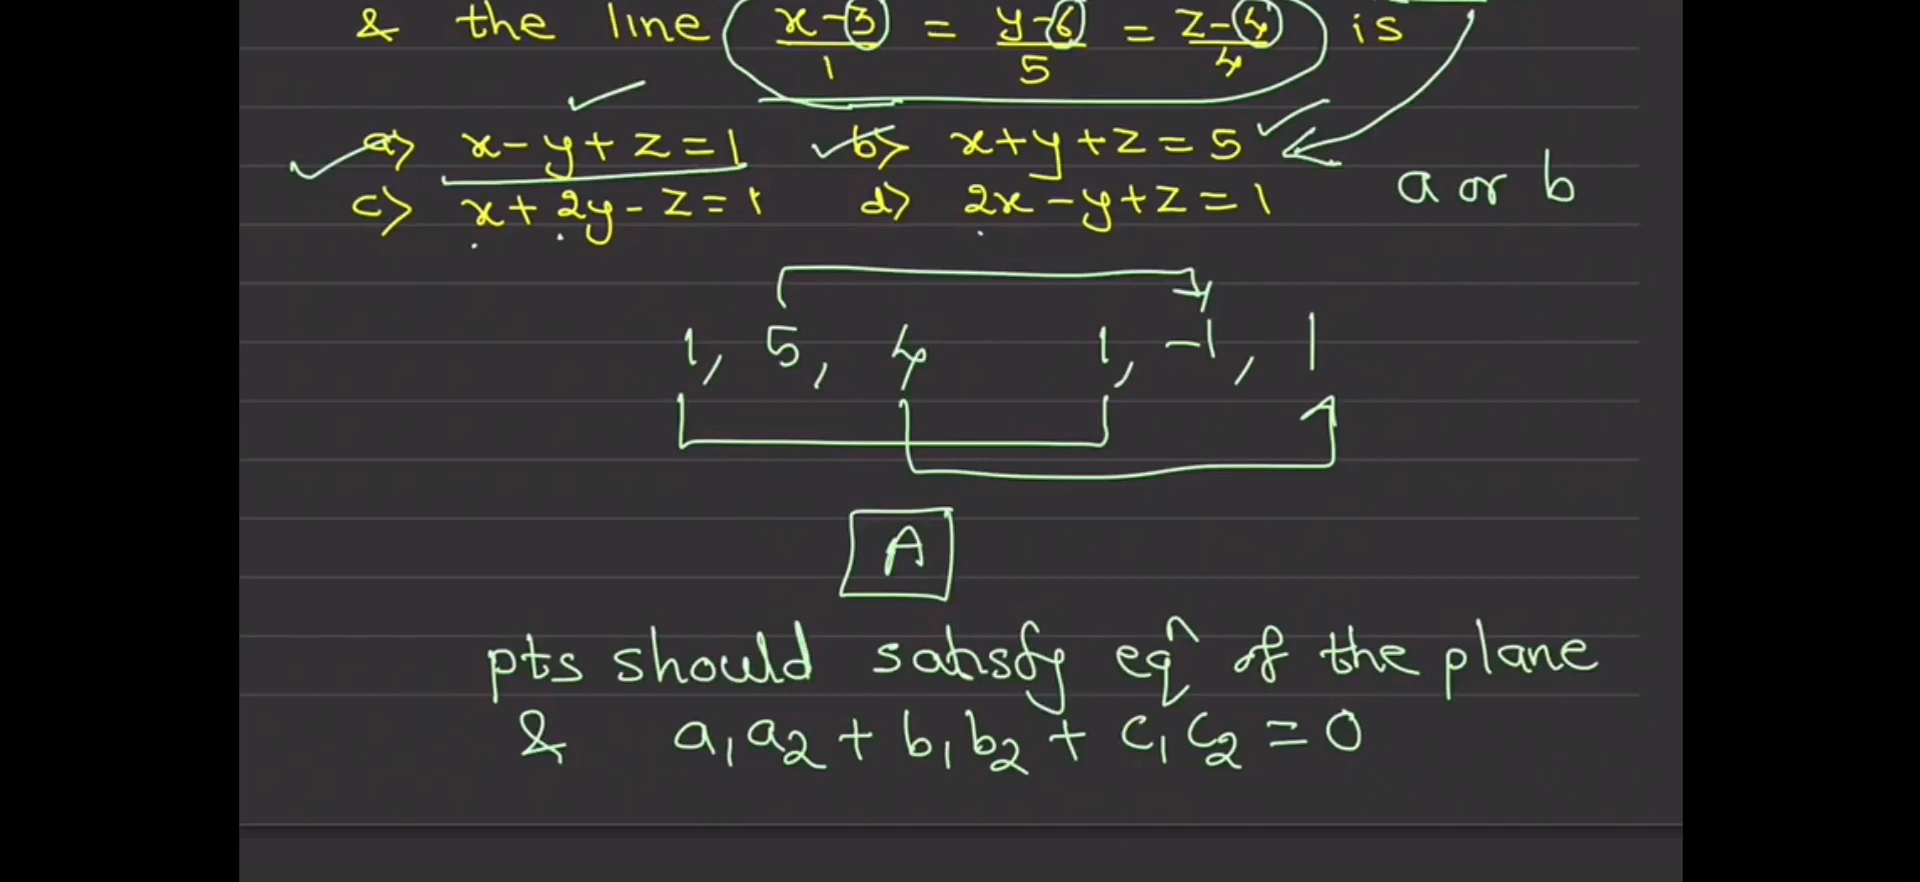 & the line x-3/1 = y-6/5 = z-4/4 is
a) x-y+z=1 b) x+y+z=5
c) x+2y-z=1 d) 2x-y+z=1
a or b
1, 5, 4 1, -1, 1
A
pts should satisfy eqⁿ of the plane
& a₁a₂ + b₁b₂ + c₁c₂ = 0